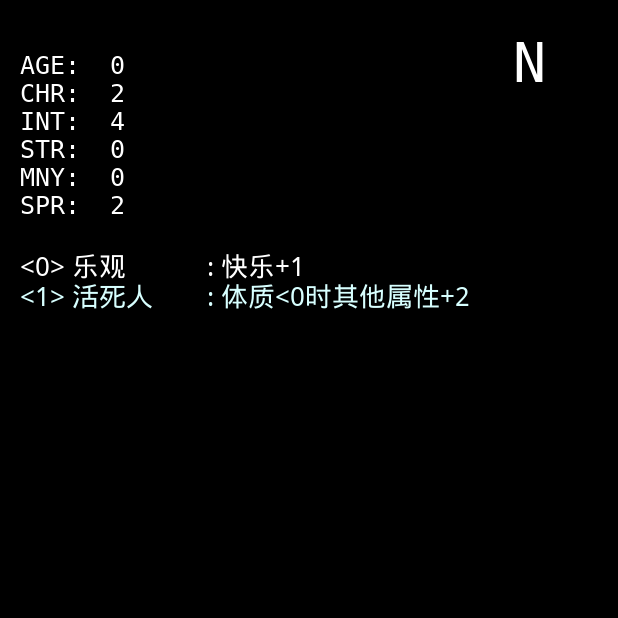 N
AGE: 0
CHR: 2
INT: 4
STR: 0
MNY: 0
SPR: 2
<0> 乐观 : 快乐+1
<1> 活死人 : 体质<0时其他属性+2